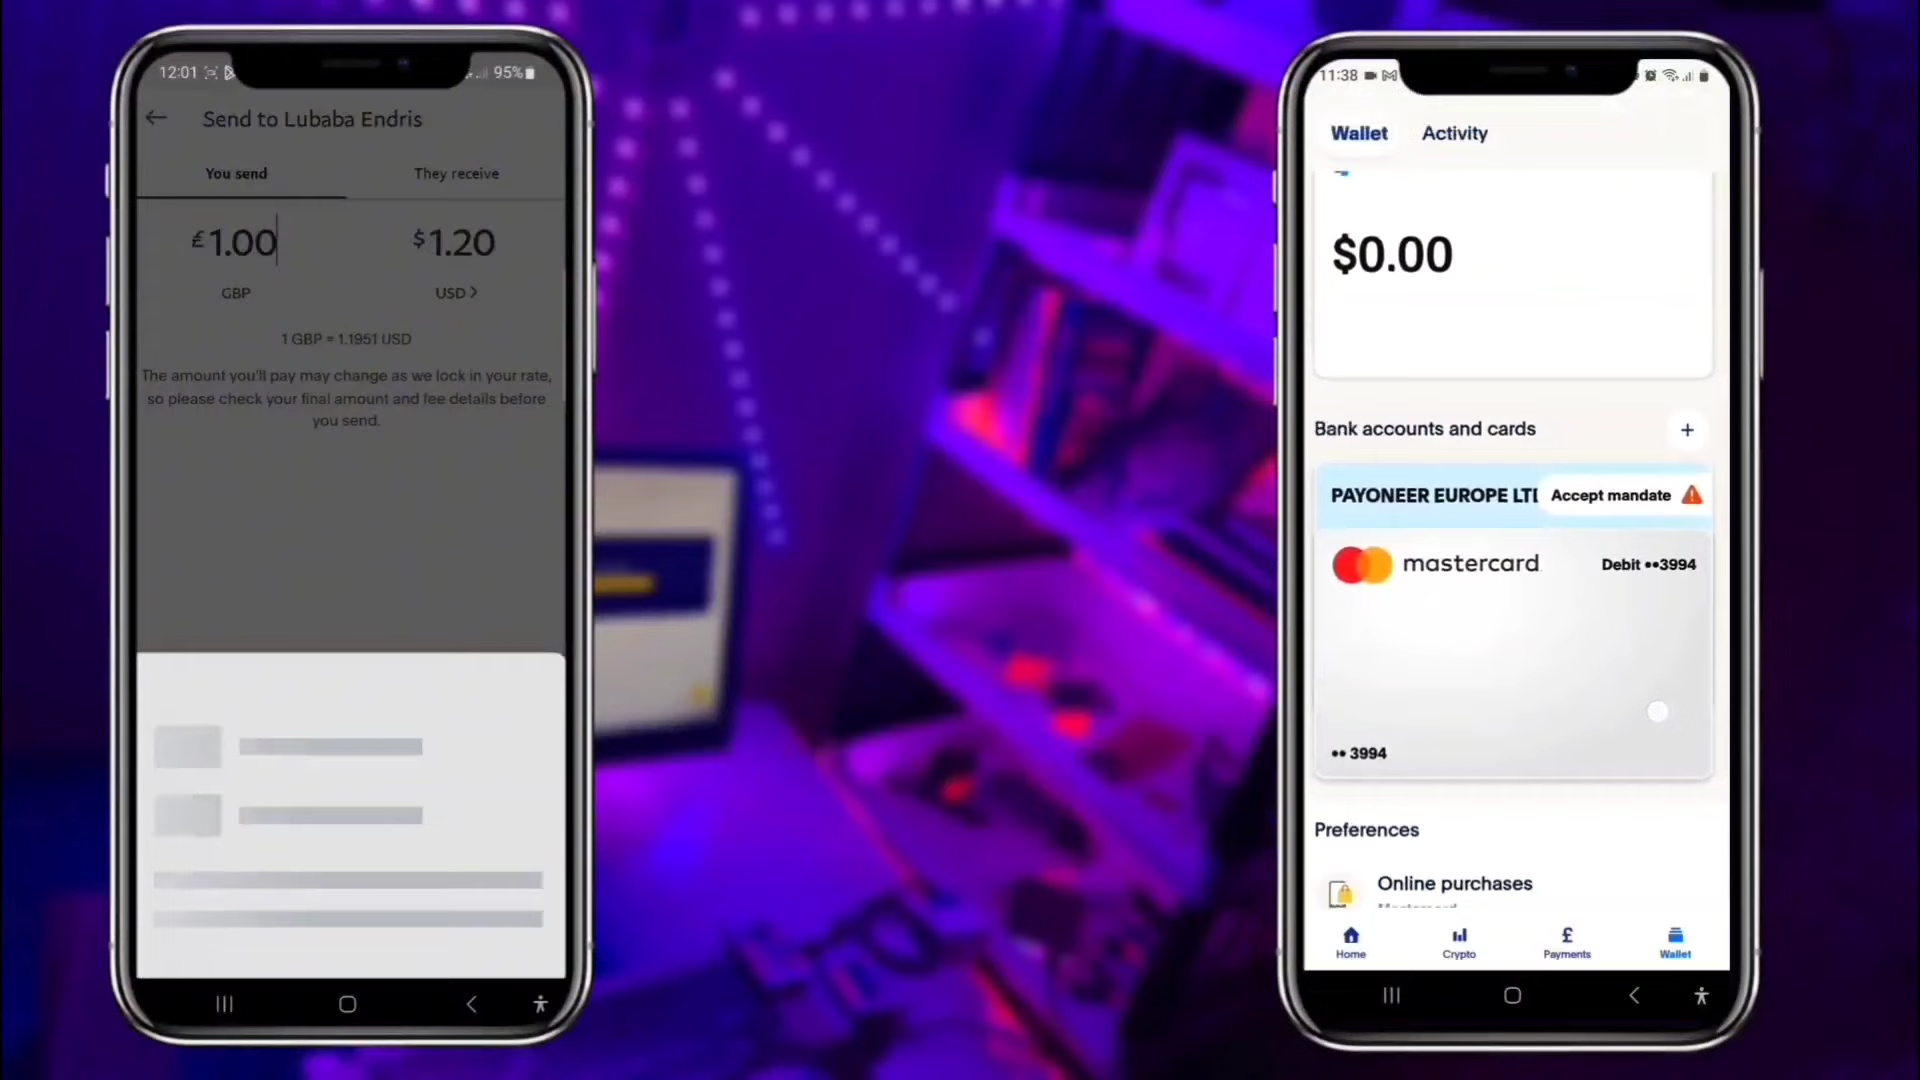 12:01
95%
Send to Lubaba Endris
You send
They receive
£1.00
$1.20
GBP
USD >
1 GBP = 1.1951 USD
The amount you'll pay may change as we lock in your rate,
so please check your final amount and fee details before
you send.
11:38
Wallet
Activity
$0.00
Bank accounts and cards
+
PAYONEER EUROPE LT
Accept mandate
mastercard
Debit ••3994
•• 3994
Preferences
Online purchases
Home
Crypto
£
Payments
Wallet